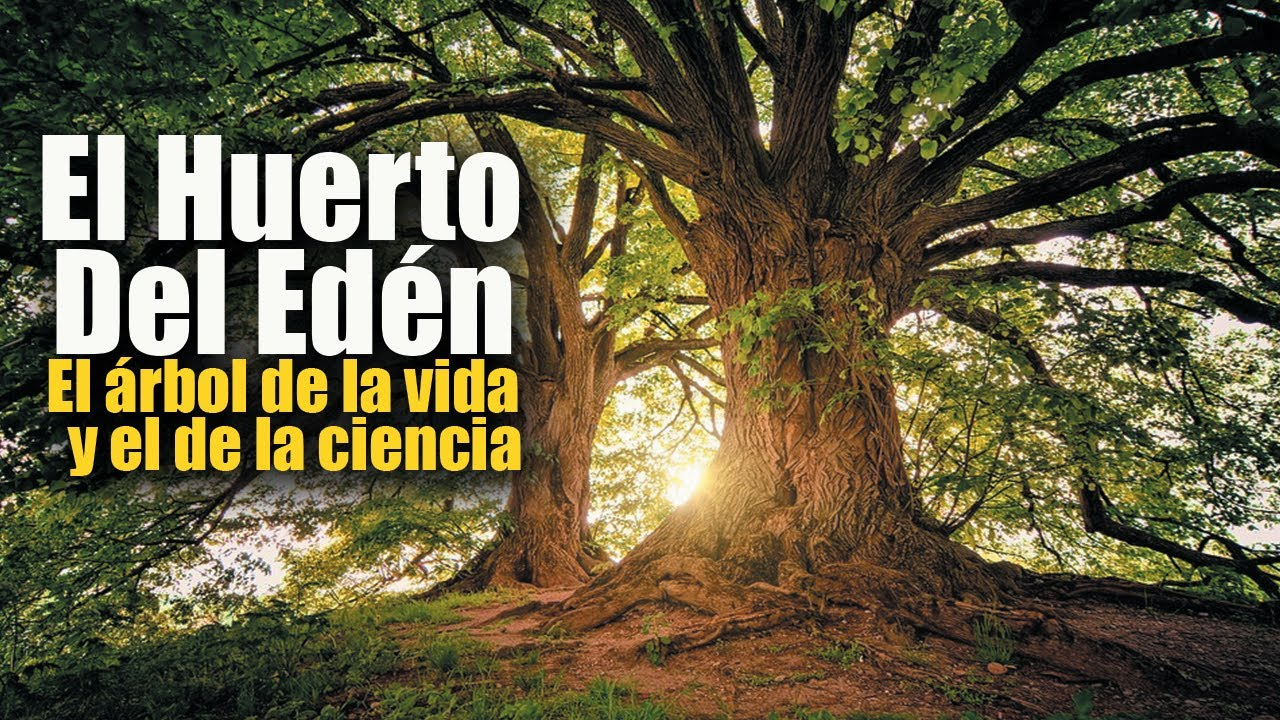 El Huerto
Del Edén
El árbol de la vida
y el de la ciencia